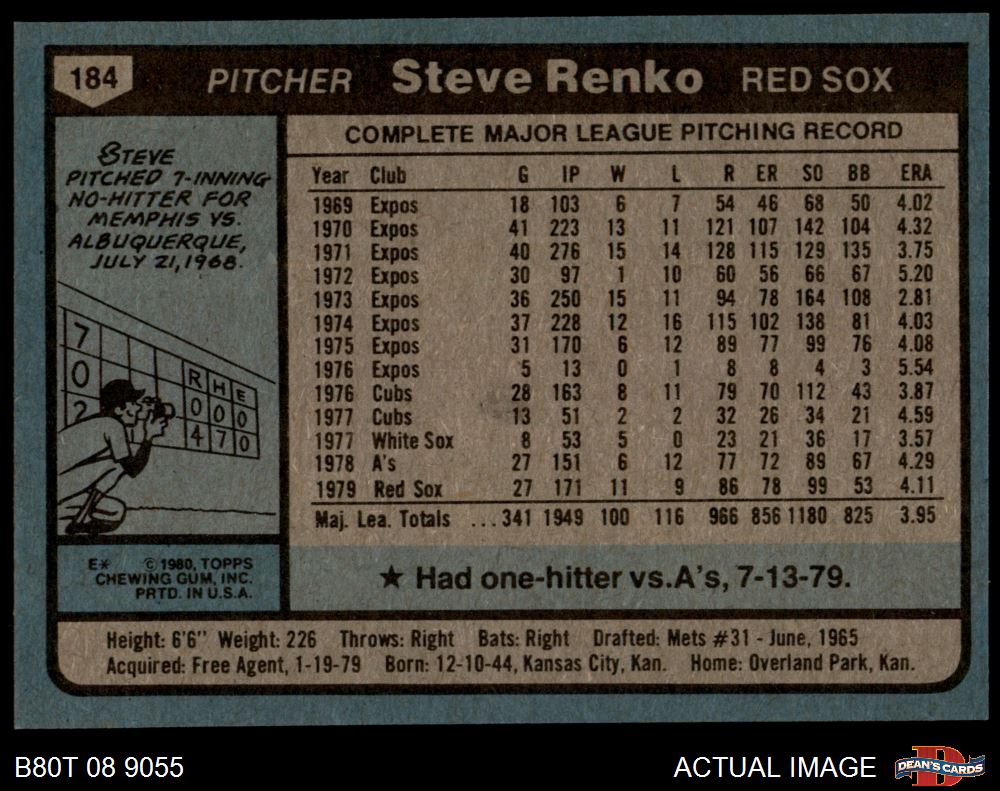 184 PITCHER Steve Renko RED SOX
STEVE
PITCHED 7-INNING
NO-HITTER FOR
MEMPHIS VS.
ALBUQUERQUE,
JULY 21, 1968.
7
0 R H E
2 0 0 0
4 7 0
E* © 1980, TOPPS
CHEWING GUM, INC.
PRTD. IN U.S.A.
COMPLETE MAJOR LEAGUE PITCHING RECORD
Year Club G IP W L R ER SO BB ERA
1969 Expos 18 103 6 7 54 46 68 50 4.02
1970 Expos 41 223 13 11 121 107 142 104 4.32
1971 Expos 40 276 15 14 128 115 129 135 3.75
1972 Expos 30 97 1 10 60 56 66 67 5.20
1973 Expos 36 250 15 11 94 78 164 108 2.81
1974 Expos 37 228 12 16 115 102 138 81 4.03
1975 Expos 31 170 6 12 89 77 99 76 4.08
1976 Expos 5 13 0 1 8 8 4 3 5.54
1976 Cubs 28 163 8 11 79 70 112 43 3.87
1977 Cubs 13 51 2 2 32 26 34 21 4.59
1977 White Sox 8 53 5 0 23 21 36 17 3.57
1978 A's 27 151 6 12 77 72 89 67 4.29
1979 Red Sox 27 171 11 9 86 78 99 53 4.11
Maj. Lea. Totals ...341 1949 100 116 966 856 1180 825 3.95
★ Had one-hitter vs.A's, 7-13-79.
Height: 6'6" Weight: 226 Throws: Right Bats: Right Drafted: Mets #31 - June, 1965
Acquired: Free Agent, 1-19-79 Born: 12-10-44, Kansas City, Kan. Home: Overland Park, Kan.
B80T 08 9055 ACTUAL IMAGE D DEAN'S CARDS